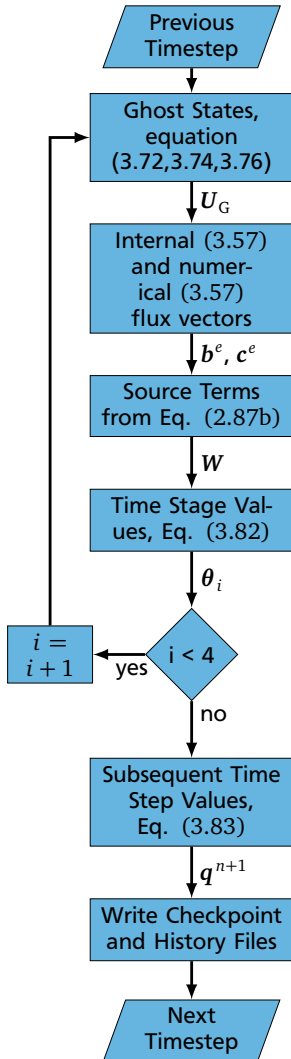 Previous
Timestep
Ghost States,
equation
(3.72,3.74,3.76)
U_G
Internal (3.57)
and numer-
ical (3.57)
flux vectors
b^e, c^e
Source Terms
from Eq. (2.87b)
W
Time Stage Val-
ues, Eq. (3.82)
θ_i
i < 4
yes
i =
i + 1
no
Subsequent Time
Step Values,
Eq. (3.83)
q^{n+1}
Write Checkpoint
and History Files
Next
Timestep